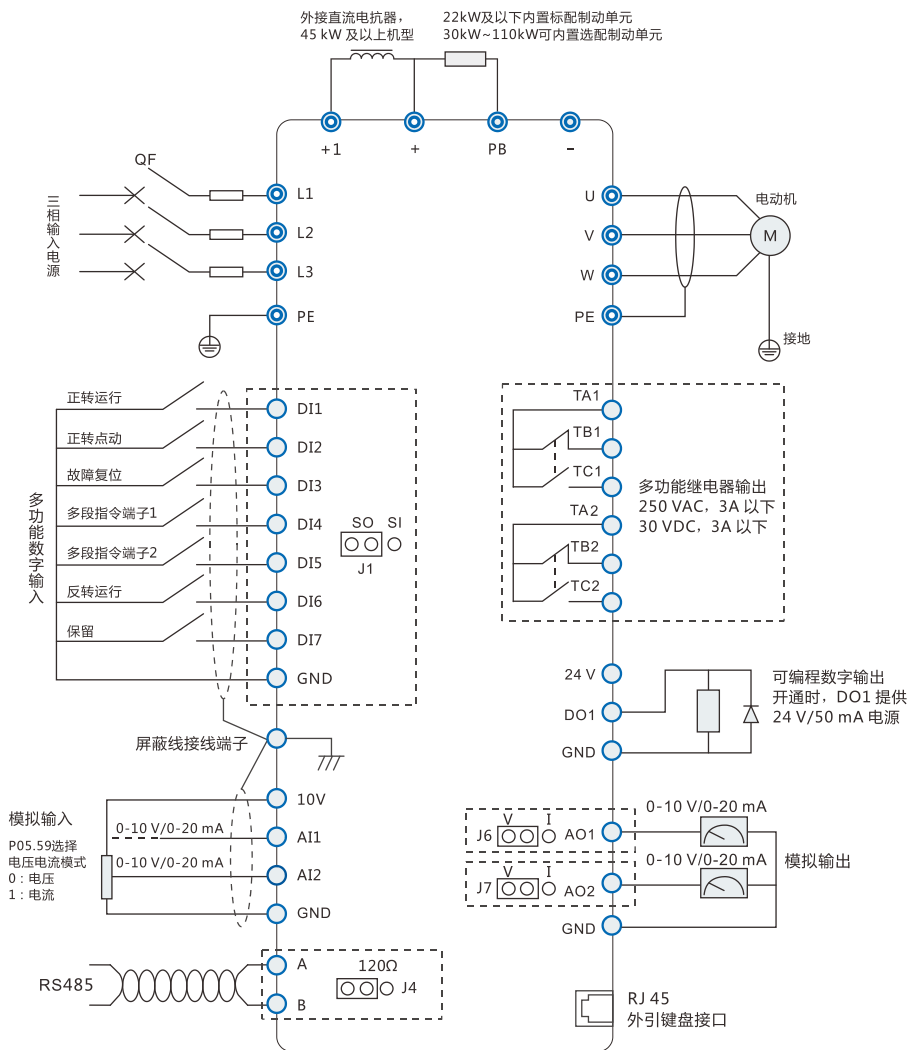 外接直流电抗器，
45 kW 及以上机型
22kW及以下内置标配制动单元
30kW~110kW可内置选配制动单元
+1
+
PB
-
QF
三相输入电源
L1
L2
L3
PE
U
V
W
PE
电动机
M
接地
多功能数字输入
正转运行
正转点动
故障复位
多段指令端子1
多段指令端子2
反转运行
保留
DI1
DI2
DI3
DI4
DI5
DI6
DI7
GND
SO SI
J1
TA1
TB1
TC1
TA2
TB2
TC2
多功能继电器输出
250 VAC，3A 以下
30 VDC，3A 以下
24 V
DO1
GND
可编程数字输出
开通时，DO1 提供
24 V/50 mA 电源
屏蔽线接线端子
模拟输入
P05.59选择
电压电流模式
0：电压
1：电流
0-10 V/0-20 mA
0-10 V/0-20 mA
10V
AI1
AI2
GND
V I
J6
AO1
0-10 V/0-20 mA
V I
J7
AO2
0-10 V/0-20 mA
GND
模拟输出
RS485
A
B
120Ω
J4
RJ 45
外引键盘接口